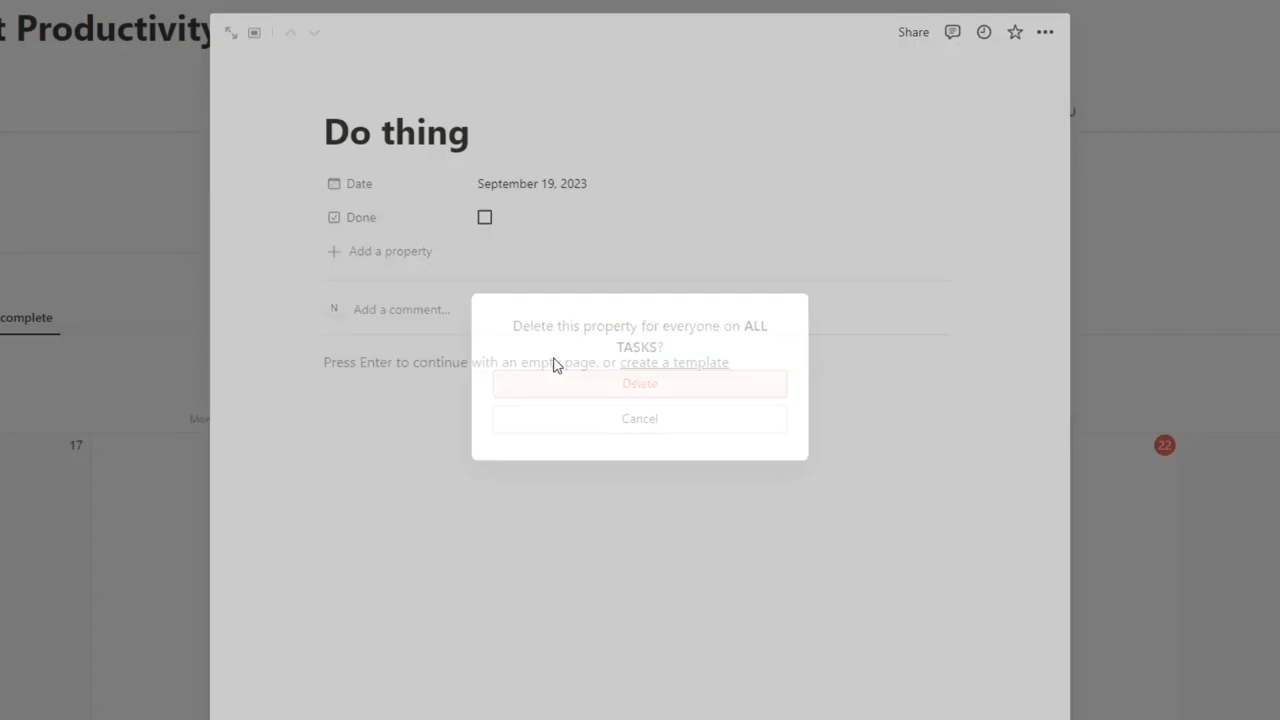 t Productivity
Share
Do thing
Date September 19, 2023
Done
Add a property
N Add a comment...
Delete this property for everyone on ALL
TASKS?
complete
Press Enter to continue with an empty page, or create a template
Delete
Cancel
Mon
17
22